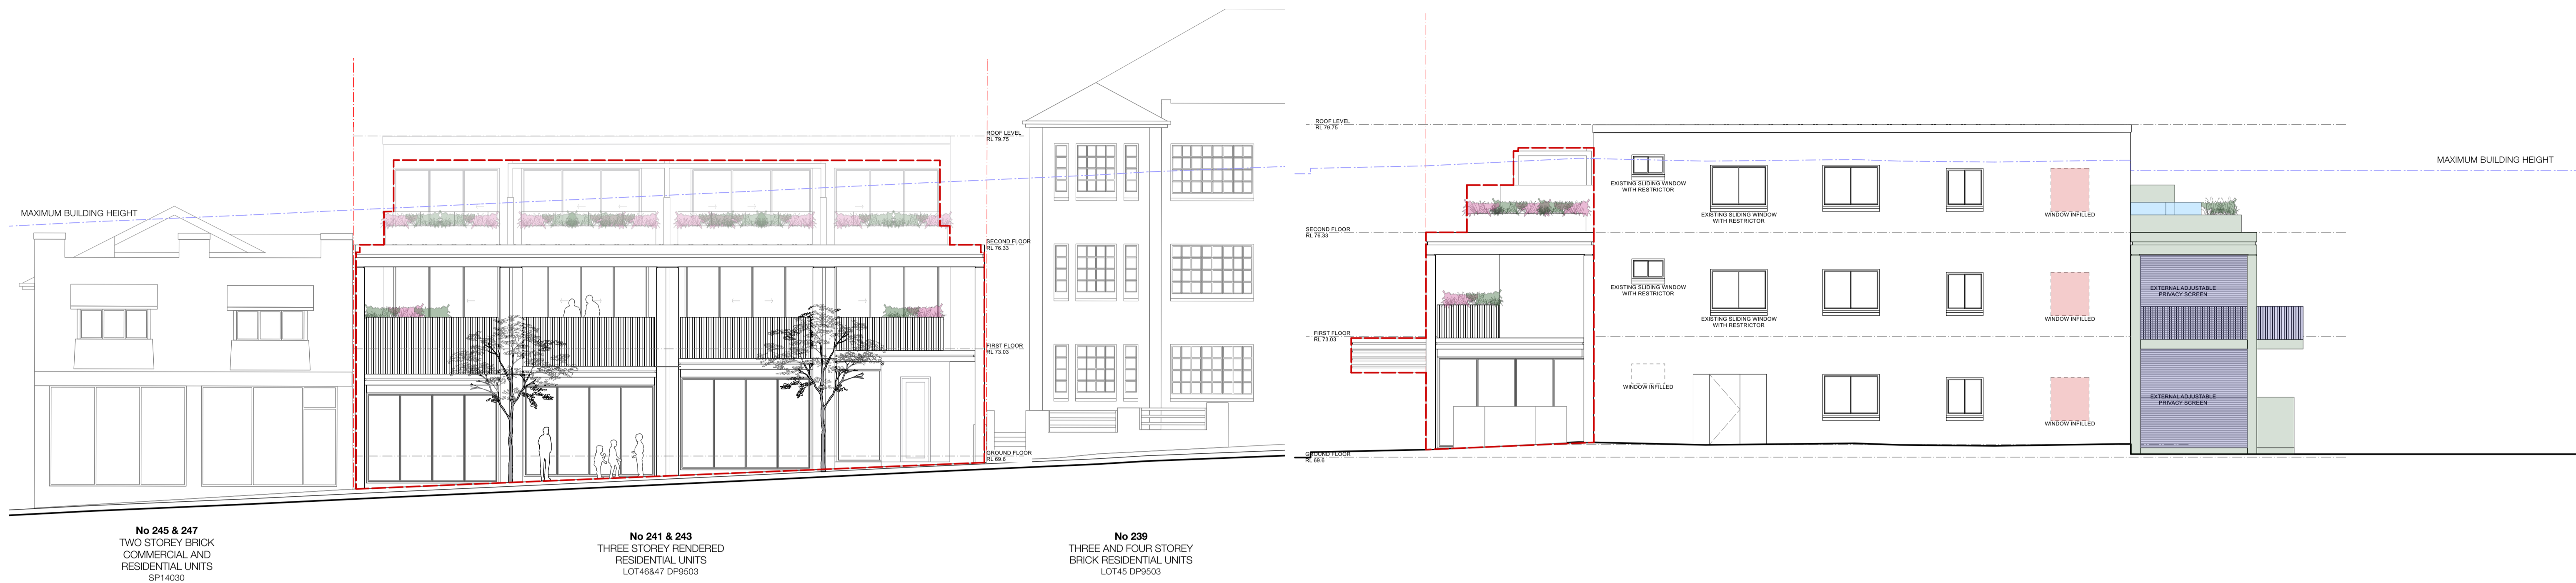 MAXIMUM BUILDING HEIGHT
ROOF LEVEL
RL 79.75
SECOND FLOOR
RL 76.33
FIRST FLOOR
RL 73.03
GROUND FLOOR
RL 69.6
No 245 & 247
TWO STOREY BRICK
COMMERCIAL AND
RESIDENTIAL UNITS
SP14030
No 241 & 243
THREE STOREY RENDERED
RESIDENTIAL UNITS
LOT46&47 DP9503
No 239
THREE AND FOUR STOREY
BRICK RESIDENTIAL UNITS
LOT45 DP9503
ROOF LEVEL
RL 79.75
SECOND FLOOR
RL 76.33
FIRST FLOOR
RL 73.03
GROUND FLOOR
RL 69.6
EXISTING SLIDING WINDOW
WITH RESTRICTOR
EXISTING SLIDING WINDOW
WITH RESTRICTOR
WINDOW INFILLED
EXISTING SLIDING WINDOW
WITH RESTRICTOR
EXISTING SLIDING WINDOW
WITH RESTRICTOR
WINDOW INFILLED
WINDOW INFILLED
WINDOW INFILLED
EXTERNAL ADJUSTABLE
PRIVACY SCREEN
EXTERNAL ADJUSTABLE
PRIVACY SCREEN
MAXIMUM BUILDING HEIGHT